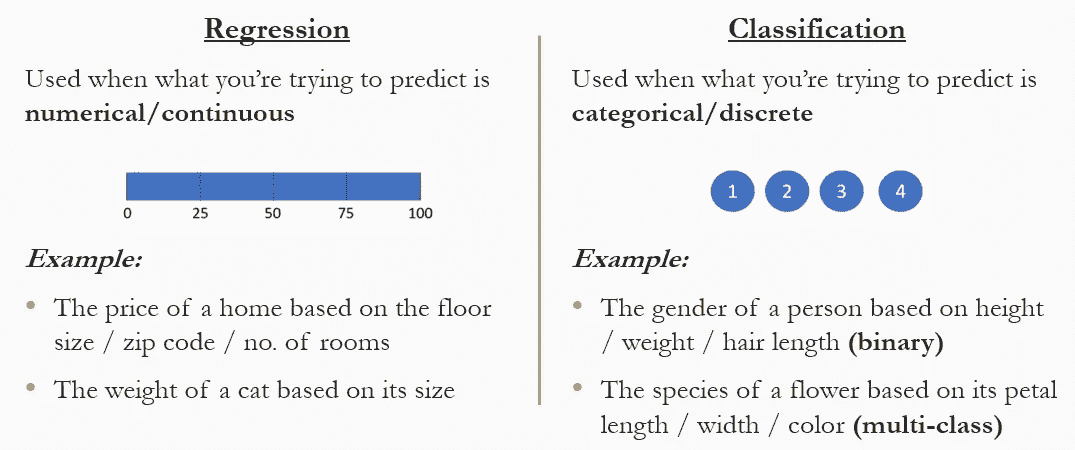 Regression
Used when what you’re trying to predict is
numerical/continuous
0 25 50 75 100
Example:
• The price of a home based on the floor
size / zip code / no. of rooms
• The weight of a cat based on its size
Classification
Used when what you’re trying to predict is
categorical/discrete
1 2 3 4
Example:
• The gender of a person based on height
/ weight / hair length (binary)
• The species of a flower based on its petal
length / width / color (multi-class)